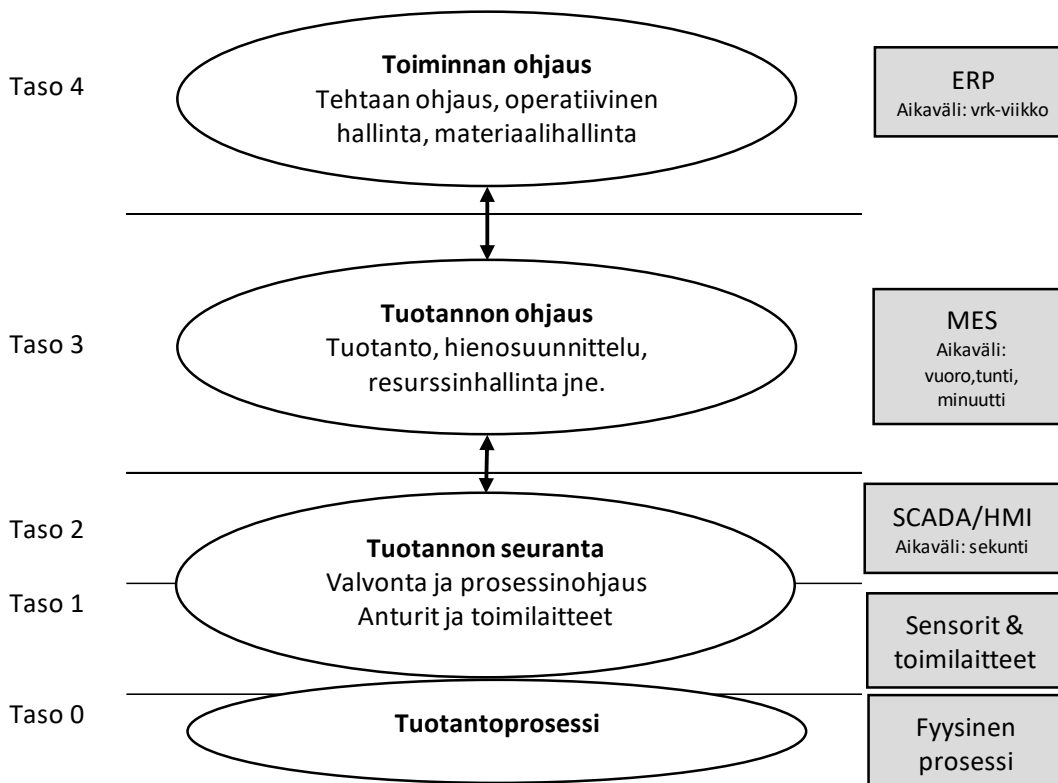 Taso 4
Toiminnan ohjaus
Tehtaan ohjaus, operatiivinen
hallinta, materiaalihallinta
ERP
Aikaväli: vrk-viikko
Taso 3
Tuotannon ohjaus
Tuotanto, hienosuunnittelu,
resurssinhallinta jne.
MES
Aikaväli:
vuoro,tunti,
minuutti
Taso 2
Tuotannon seuranta
Valvonta ja prosessinohjaus
SCADA/HMI
Aikaväli: sekunti
Taso 1
Anturit ja toimilaitteet
Sensorit &
toimilaitteet
Taso 0
Tuotantoprosessi
Fyysinen
prosessi